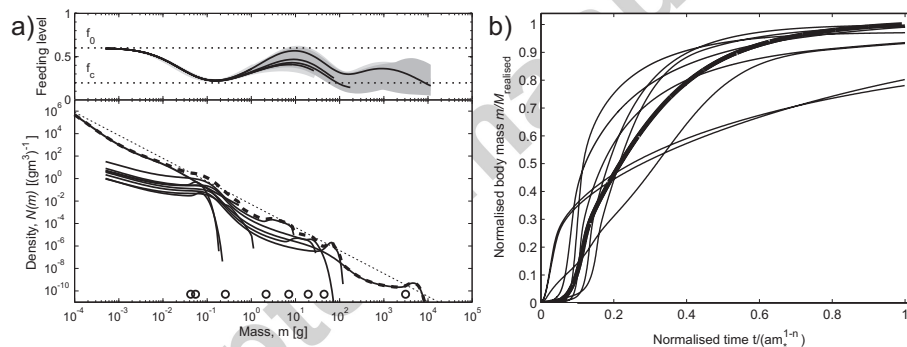 a)
f₀
f_c
Feeding level
1
0.5
0
Density, N(m) [(gm³)⁻¹]
10⁶
10⁴
10²
10⁰
10⁻²
10⁻⁴
10⁻⁶
10⁻⁸
10⁻¹⁰
10⁻⁴ 10⁻³ 10⁻² 10⁻¹ 10⁰ 10¹ 10² 10³ 10⁴ 10⁵
Mass, m [g]
b)
Normalised body mass m/M_realised
1
0.9
0.8
0.7
0.6
0.5
0.4
0.3
0.2
0.1
0
0 0.2 0.4 0.6 0.8 1
Normalised time t/(am_*^{1-n})